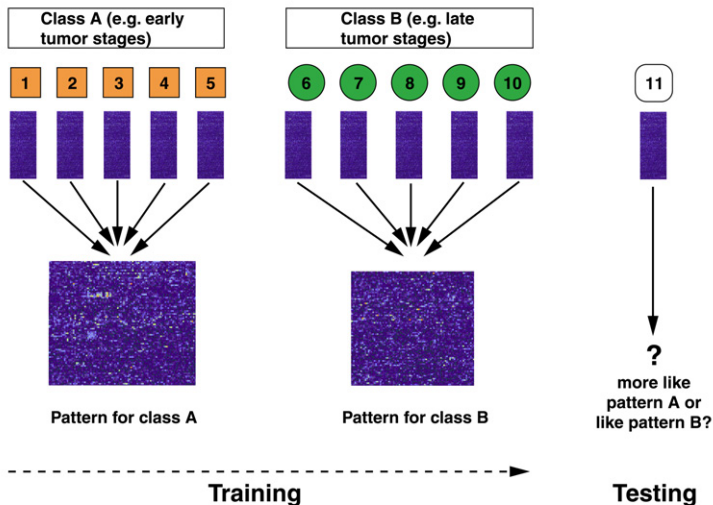 Class A (e.g. early
tumor stages)
Class B (e.g. late
tumor stages)
1 2 3 4 5 6 7 8 9 10 11
?
more like
pattern A or
like pattern B?
Pattern for class A
Pattern for class B
Training
Testing